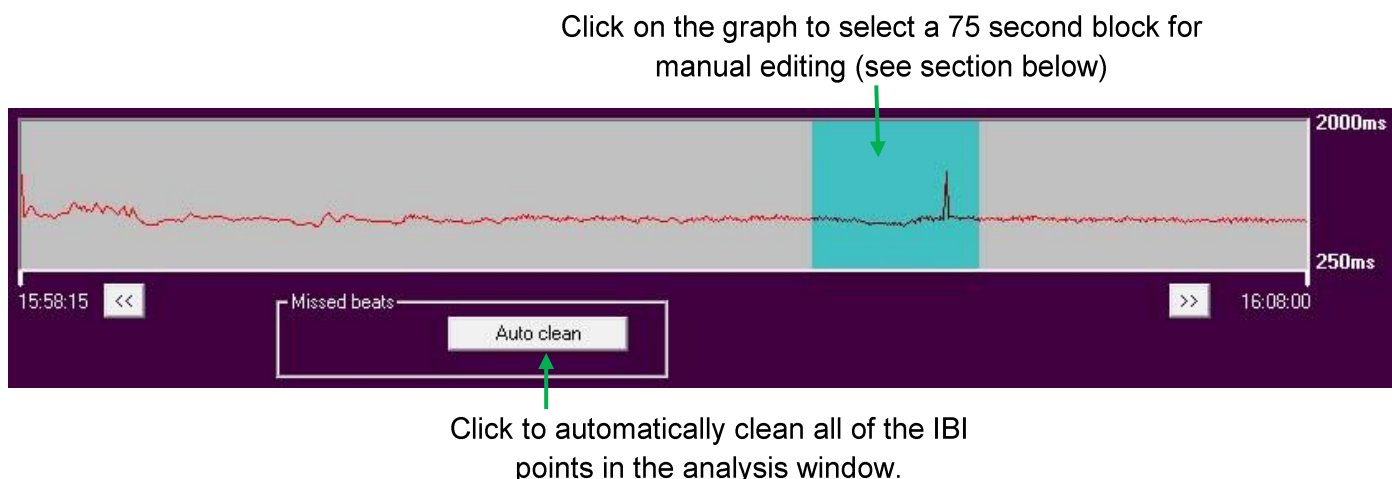 Click on the graph to select a 75 second block for
manual editing (see section below)
2000ms
250ms
15:58:15 << >> 16:08:00
Missed beats
Auto clean
Click to automatically clean all of the IBI
points in the analysis window.